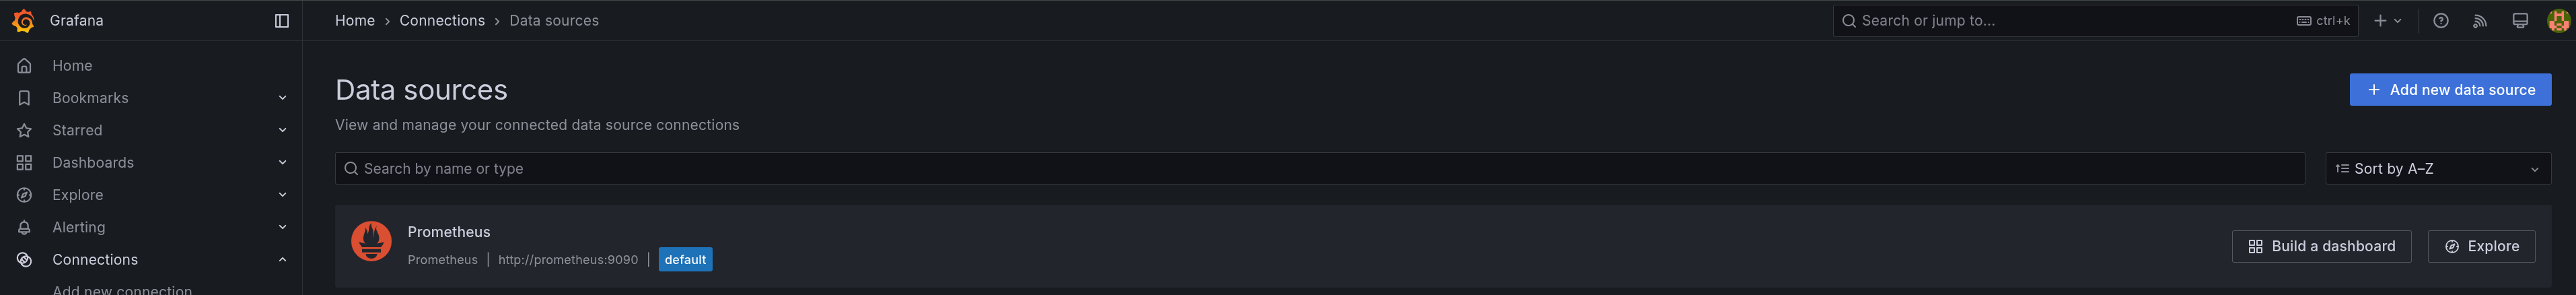 Grafana
Home > Connections > Data sources
Search or jump to...
ctrl+k
Home
Bookmarks
Starred
Dashboards
Explore
Alerting
Connections
Add new connection
Data sources
Add new data source
View and manage your connected data source connections
Search by name or type
Sort by A–Z
Prometheus
Prometheus | http://prometheus:9090 | default
Build a dashboard
Explore